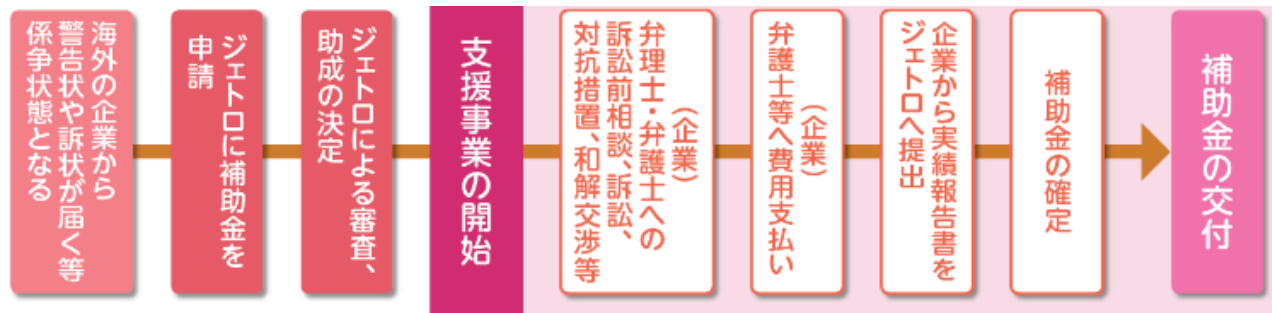 海外の企業から
警告状や訴状が届く等
係争状態となる
ジェトロに補助金を
申請
ジェトロによる審査、
助成の決定
支援事業の開始
（企業）
弁理士・弁護士への
訴訟前相談、訴訟、
対抗措置、和解交渉等
（企業）
弁護士等へ費用支払い
企業から実績報告書を
ジェトロへ提出
補助金の確定
補助金の交付